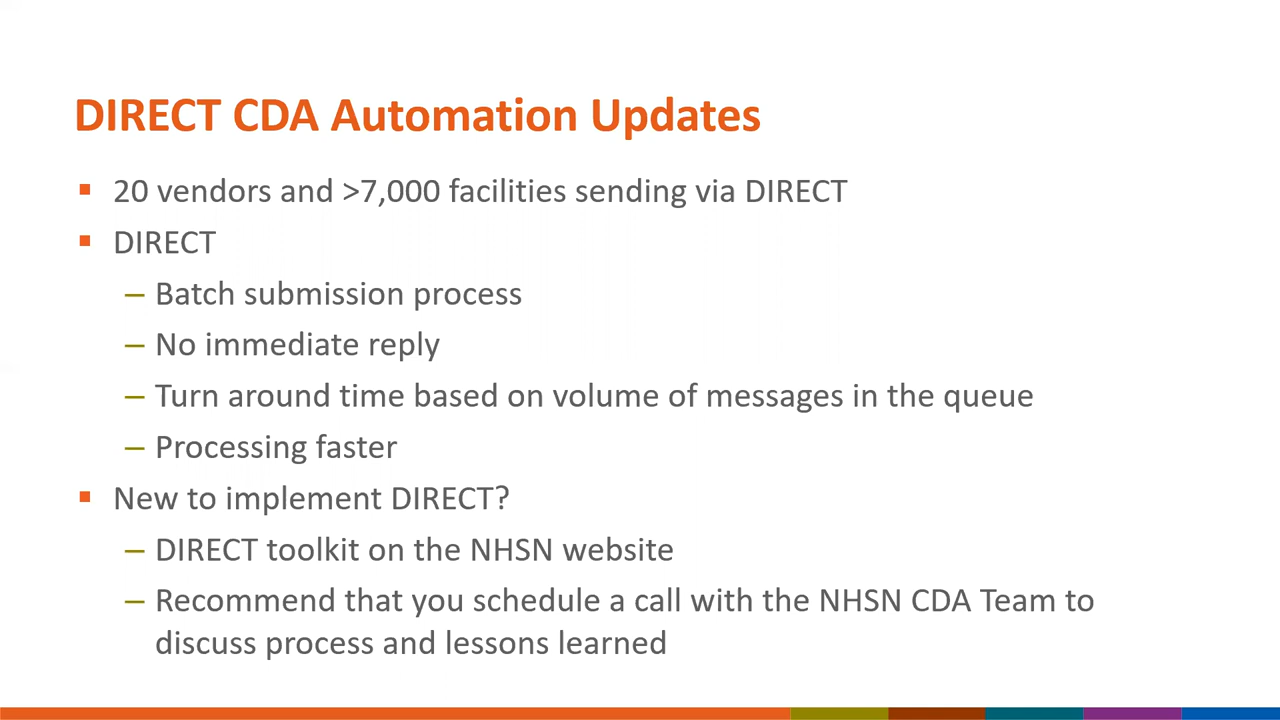 DIRECT CDA Automation Updates
▪ 20 vendors and >7,000 facilities sending via DIRECT
▪ DIRECT
– Batch submission process
– No immediate reply
– Turn around time based on volume of messages in the queue
– Processing faster
▪ New to implement DIRECT?
– DIRECT toolkit on the NHSN website
– Recommend that you schedule a call with the NHSN CDA Team to
discuss process and lessons learned